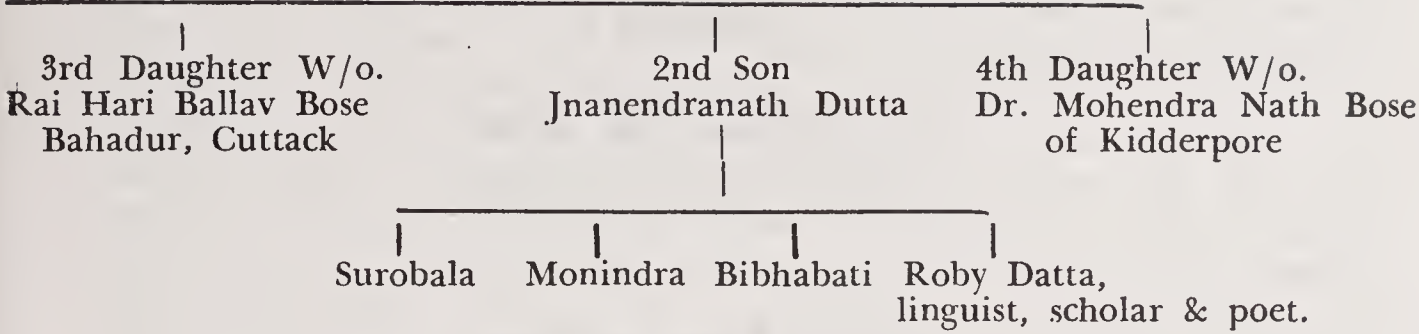 3rd Daughter W/o.
Rai Hari Ballav Bose
Bahadur, Cuttack
2nd Son
Jnanendranath Dutta
4th Daughter W/o.
Dr. Mohendra Nath Bose
of Kidderpore
Surobala Monindra Bibhabati Roby Datta,
linguist, scholar & poet.